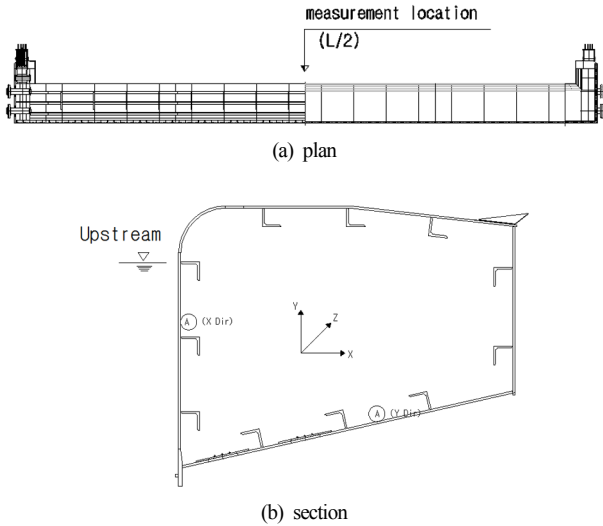 measurement location
(L/2)
(a) plan
Upstream
A (X Dir)
Y
Z
X
A (Y Dir)
(b) section